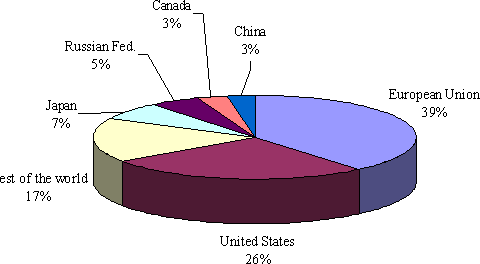 Canada
3%
China
3%
Russian Fed.
5%
European Union
39%
Japan
7%
est of the world
17%
United States
26%